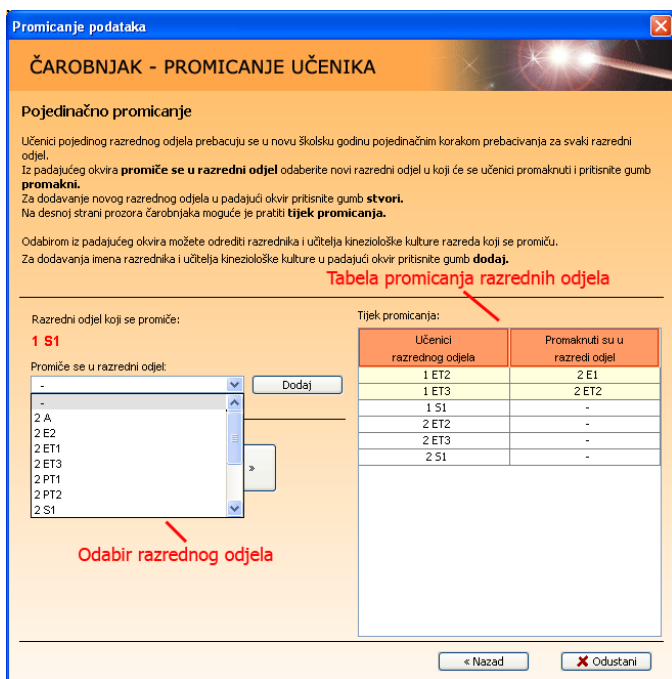 Promicanje podataka
ČAROBNJAK - PROMICANJE UČENIKA
Pojedinačno promicanje
Učenici pojedinog razrednog odjela prebacuju se u novu školsku godinu pojedinačnim korakom prebacivanja za svaki razredni
odjel.
Iz padajućeg okvira promiče se u razredni odjel odaberite novi razredni odjel u koji će se učenici promaknuti i pritisnite gumb
promakni.
Za dodavanje novog razrednog odjela u padajući okvir pritisnite gumb stvori.
Na desnoj strani prozora čarobnjaka moguće je pratiti tijek promicanja.
Odabirom iz padajućeg okvira možete odrediti razrednika i učitelja kineziološke kulture razreda koji se promiču.
Za dodavanja imena razrednika i učitelja kineziološke kulture u padajući okvir pritisnite gumb dodaj.
Tabela promicanja razrednih odjela
Razredni odjel koji se promiče:
1 S1
Promiče se u razredni odjel:
-
Dodaj
-
2 A
2 E2
2 ET1
2 ET3
2 PT1
2 PT2
2 S1
»
Odabir razrednog odjela
Tijek promicanja:
Učenici razrednog odjela Promaknuti su u razredi odjel
1 ET2 2 E1
1 ET3 2 ET2
1 S1 -
2 ET2 -
2 ET3 -
2 S1 -
« Nazad
Odustani